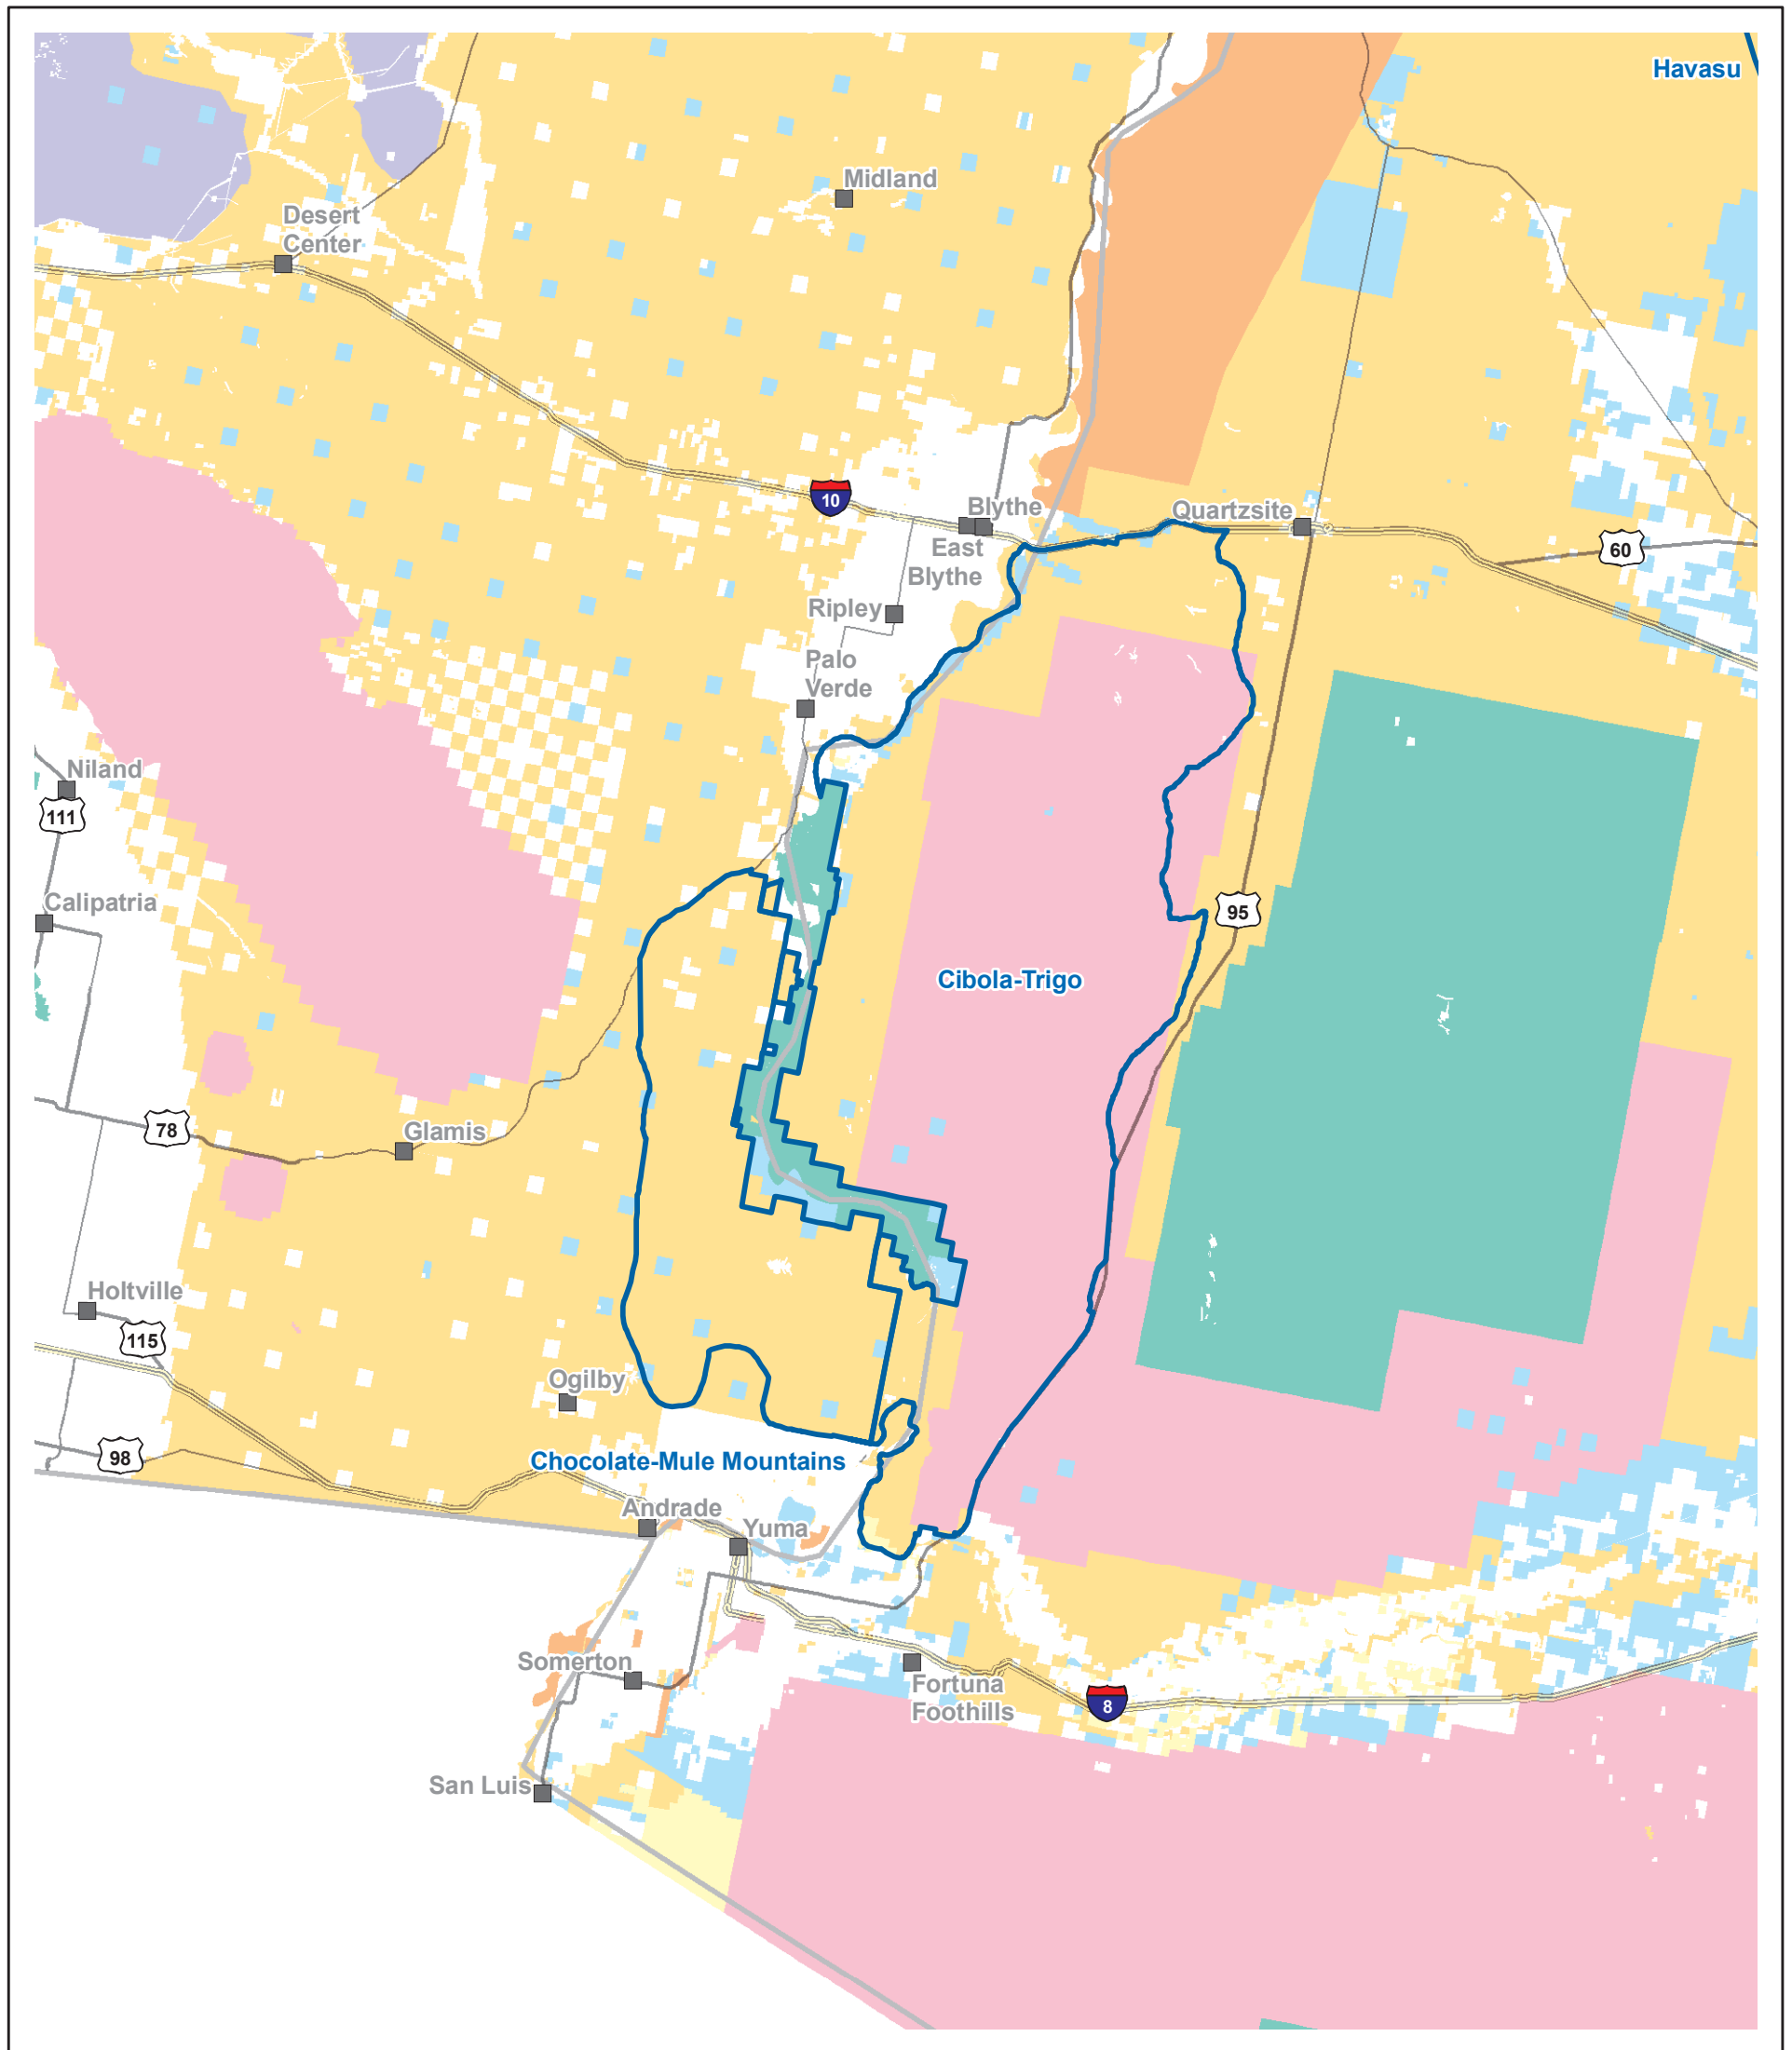 Havasu
Midland
Desert
Center
10
Blythe
Quartzsite
East
Blythe
60
Ripley
Palo
Verde
Niland
111
Calipatria
95
Cibola-Trigo
78
Glamis
Holtville
115
Ogilby
98
Chocolate-Mule Mountains
Andrade
Yuma
Somerton
Fortuna
Foothills
8
San Luis